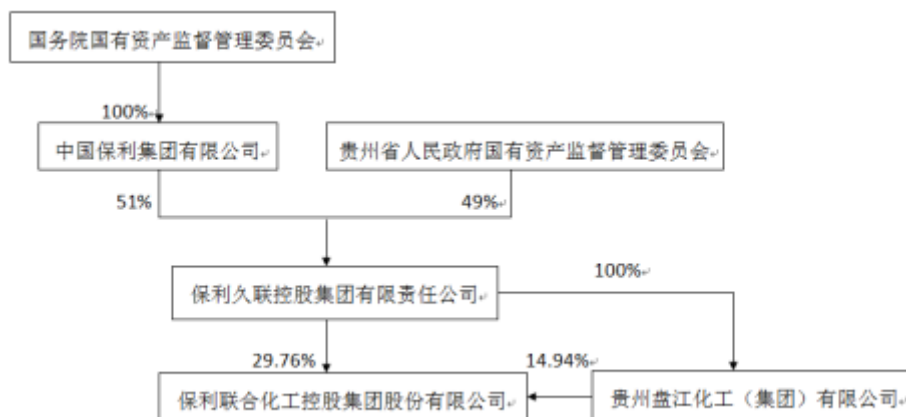 国务院国有资产监督管理委员会
100%
中国保利集团有限公司
贵州省人民政府国有资产监督管理委员会
51%
49%
保利久联控股集团有限责任公司
100%
29.76%
14.94%
保利联合化工控股集团股份有限公司
贵州盘江化工（集团）有限公司